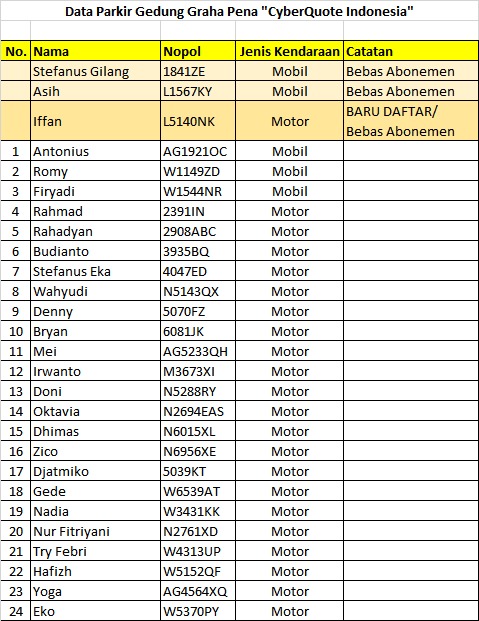 Data Parkir Gedung Graha Pena "CyberQuote Indonesia"
No. Nama Nopol Jenis Kendaraan Catatan
Stefanus Gilang 1841ZE Mobil Bebas Abonemen
Asih L1567KY Mobil Bebas Abonemen
Iffan L5140NK Motor BARU DAFTAR/
Bebas Abonemen
1 Antonius AG1921OC Mobil
2 Romy W1149ZD Mobil
3 Firyadi W1544NR Mobil
4 Rahmad 2391IN Motor
5 Rahadyan 2908ABC Motor
6 Budianto 3935BQ Motor
7 Stefanus Eka 4047ED Motor
8 Wahyudi N5143QX Motor
9 Denny 5070FZ Motor
10 Bryan 6081JK Motor
11 Mei AG5233QH Motor
12 Irwanto M3673XI Motor
13 Doni N5288RY Motor
14 Oktavia N2694EAS Motor
15 Dhimas N6015XL Motor
16 Zico N6956XE Motor
17 Djatmiko 5039KT Motor
18 Gede W6539AT Motor
19 Nadia W3431KK Motor
20 Nur Fitriyani N2761XD Motor
21 Try Febri W4313UP Motor
22 Hafizh W5152QF Motor
23 Yoga AG4564XQ Motor
24 Eko W5370PY Motor